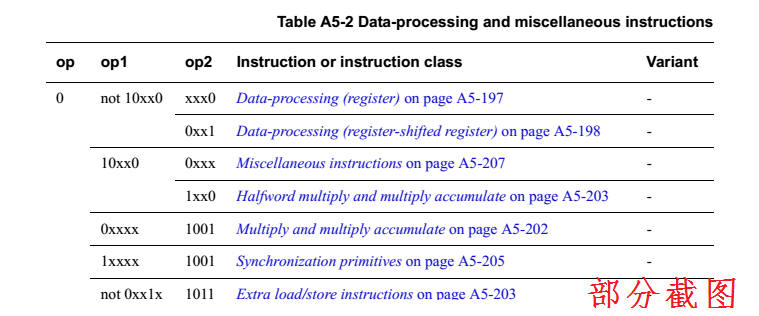 Table A5-2 Data-processing and miscellaneous instructions
op op1 op2 Instruction or instruction class Variant
0 not 10xx0 xxx0 Data-processing (register) on page A5-197 -
0xx1 Data-processing (register-shifted register) on page A5-198 -
10xx0 0xxx Miscellaneous instructions on page A5-207 -
1xx0 Halfword multiply and multiply accumulate on page A5-203 -
0xxxx 1001 Multiply and multiply accumulate on page A5-202 -
1xxxx 1001 Synchronization primitives on page A5-205 -
not 0xx1x 1011 Extra load/store instructions on page A5-203
部分截图